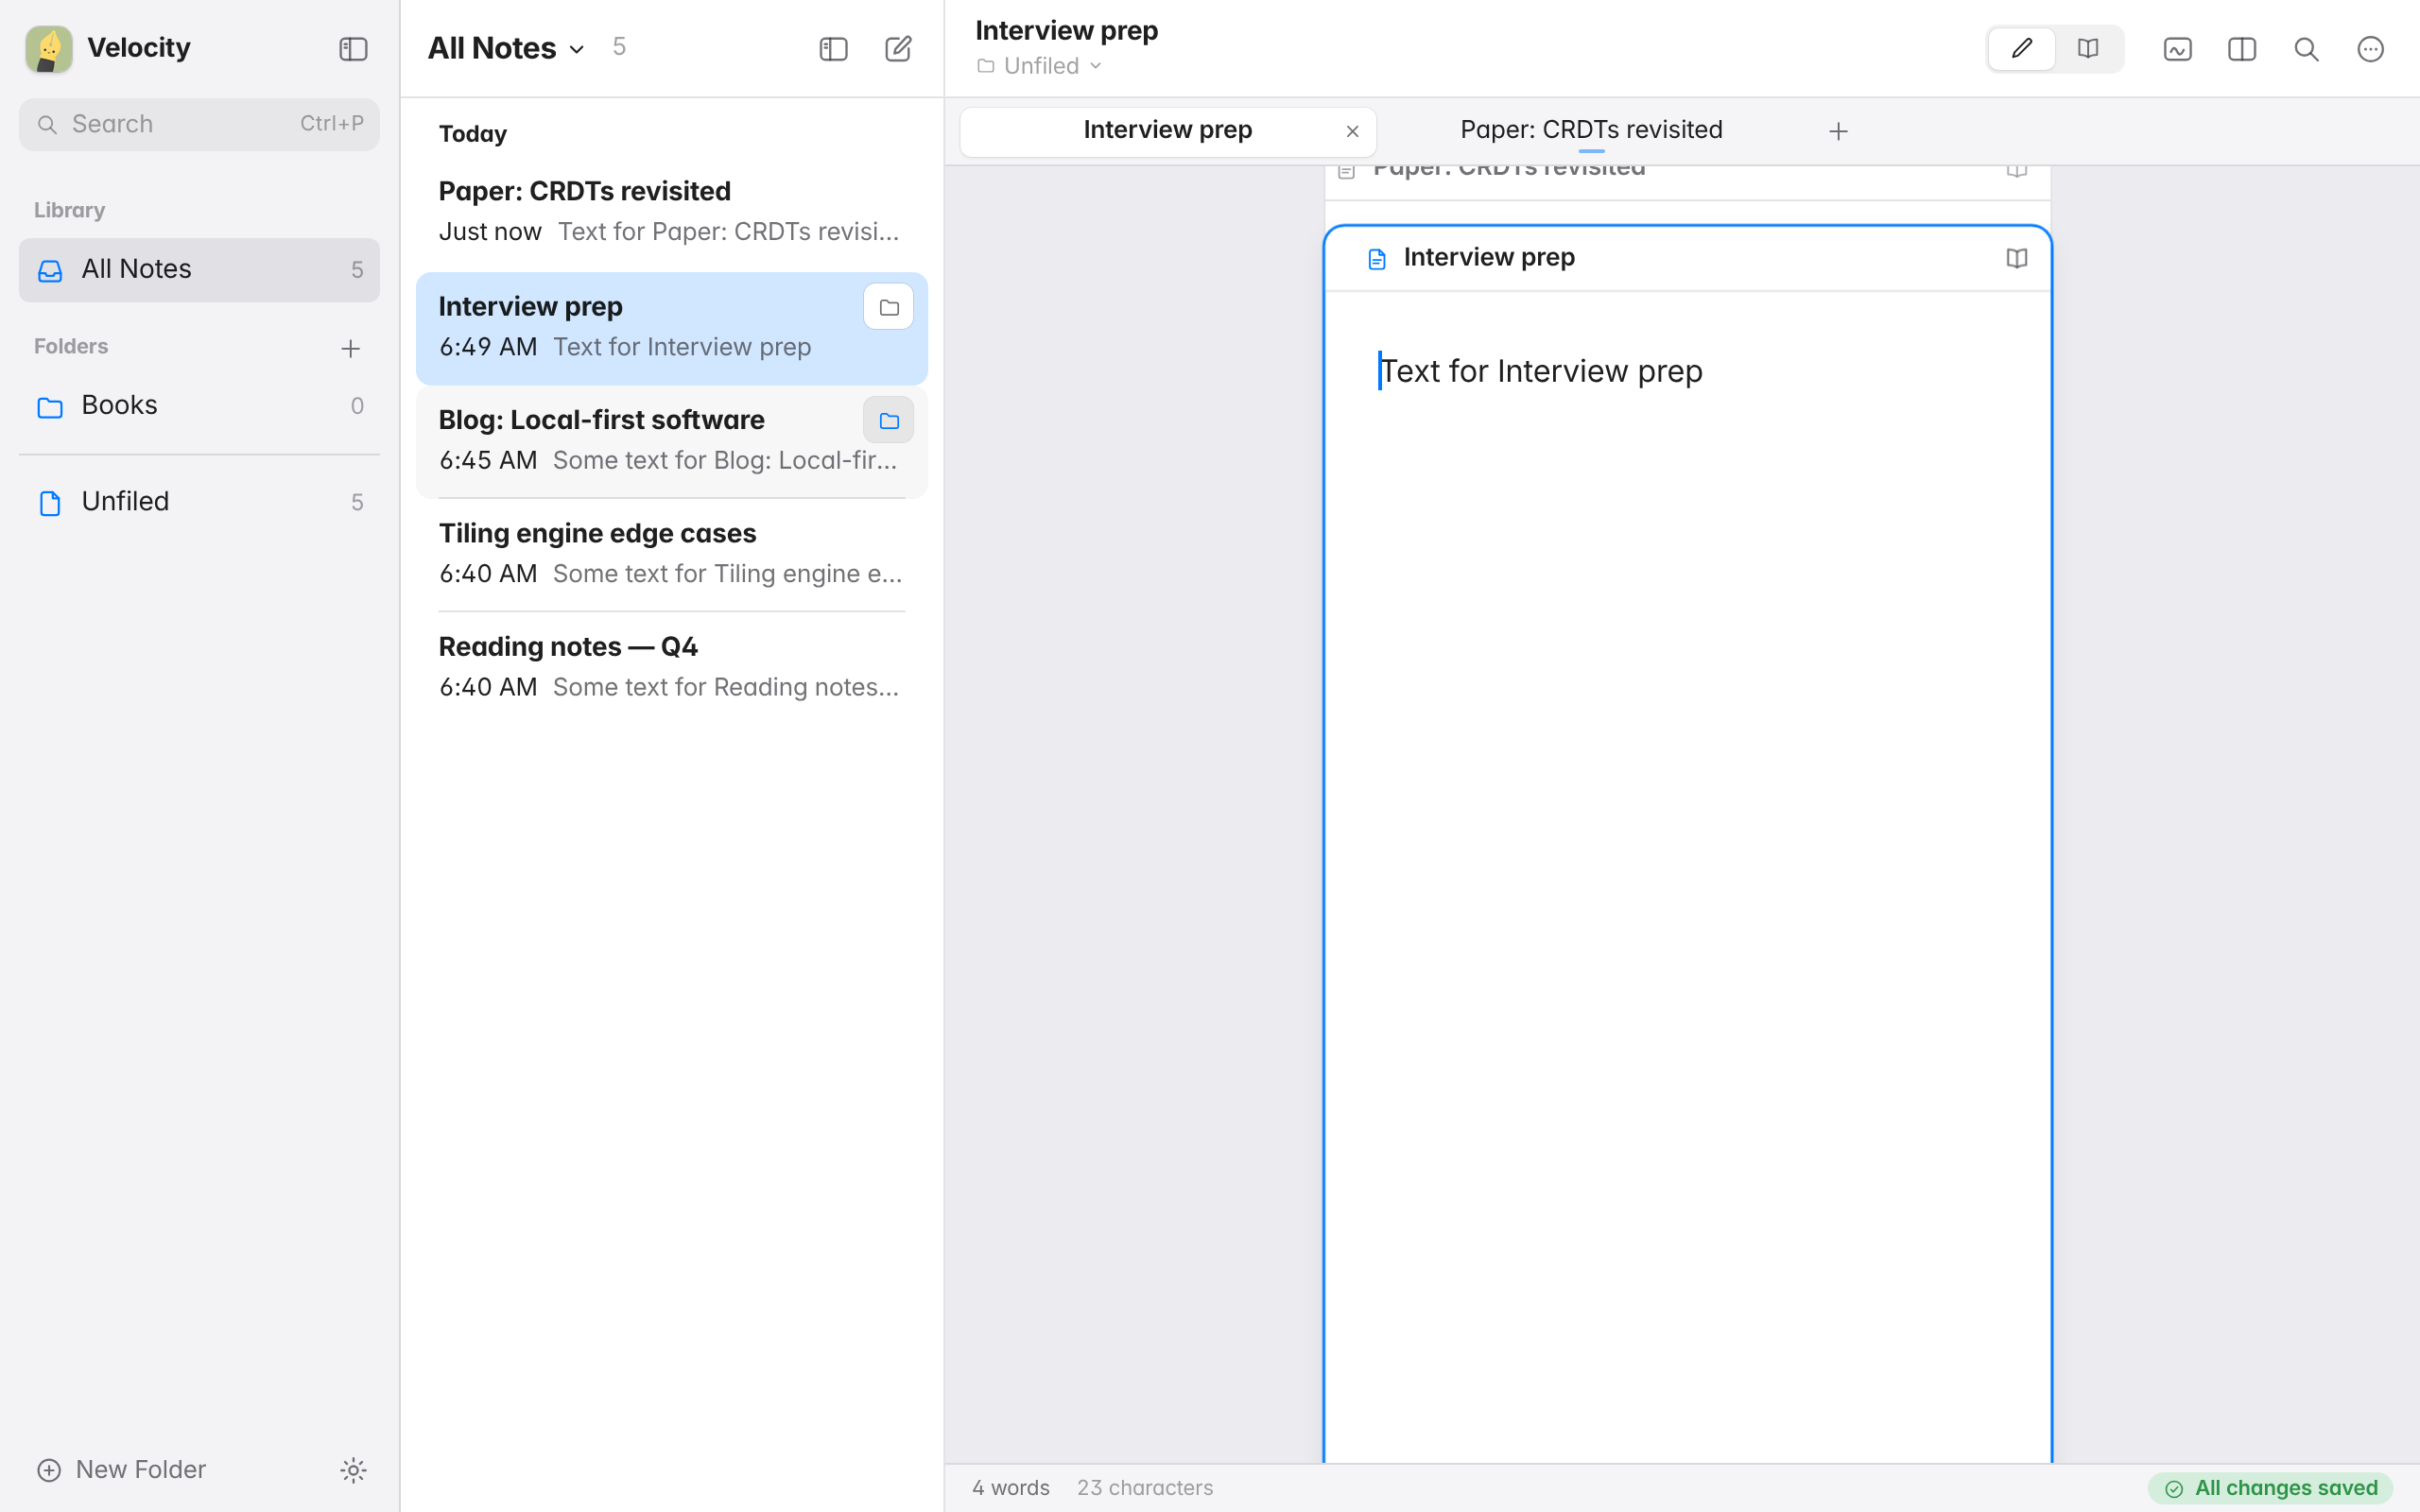 Velocity
Search Ctrl+P
Library
All Notes 5
Folders
Books 0
Unfiled 5
New Folder
All Notes 5
Today
Paper: CRDTs revisited
Just now Text for Paper: CRDTs revisi...
Interview prep
6:49 AM Text for Interview prep
Blog: Local-first software
6:45 AM Some text for Blog: Local-fir...
Tiling engine edge cases
6:40 AM Some text for Tiling engine e...
Reading notes — Q4
6:40 AM Some text for Reading notes...
Interview prep
Unfiled
Interview prep Paper: CRDTs revisited
Paper: CRDTs revisited
Interview prep
Text for Interview prep
4 words 23 characters
All changes saved